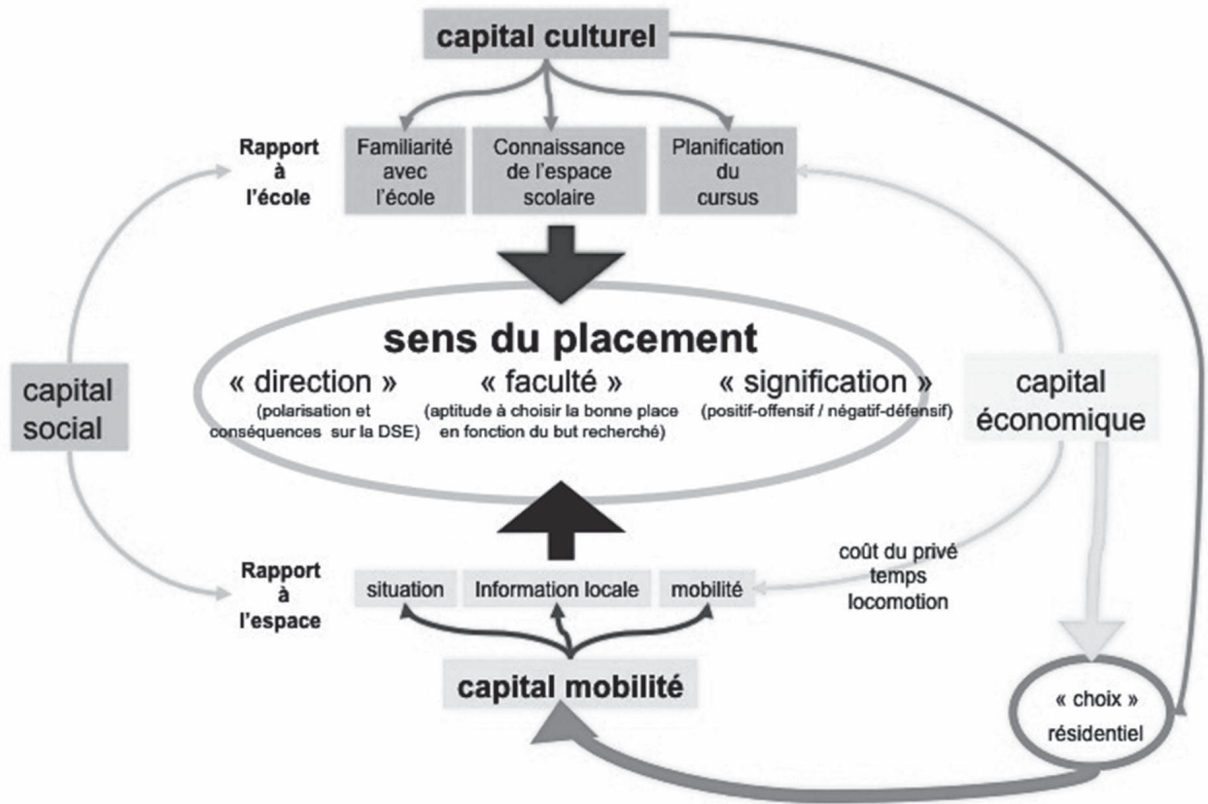 capital culturel
Rapport
à
l'école
Familiarité
avec
l'école
Connaissance
de l'espace
scolaire
Planification
du
cursus
sens du placement
« direction »
(polarisation et
conséquences sur la DSE)
« faculté »
(aptitude à choisir la bonne place
en fonction du but recherché)
« signification »
(positif-offensif / négatif-défensif)
capital
social
capital
économique
Rapport
à
l'espace
situation
Information locale
mobilité
coût du privé
temps
locomotion
capital mobilité
« choix »
résidentiel